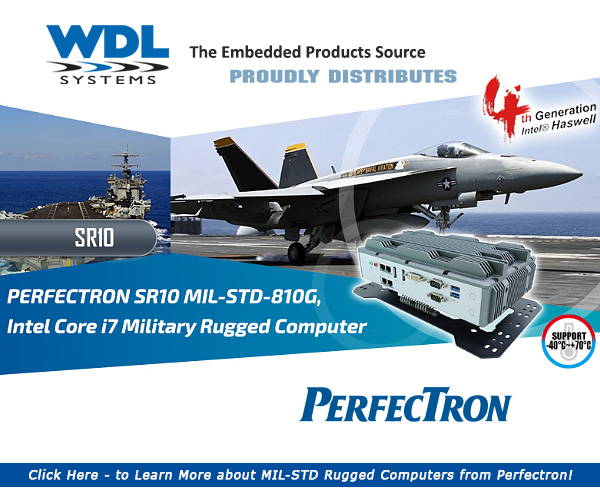 WDL
SYSTEMS
The Embedded Products Source
PROUDLY DISTRIBUTES
4th Generation
Intel® Haswell
SR10
PERFECTRON SR10 MIL-STD-810G,
Intel Core i7 Military Rugged Computer
SUPPORT
-40°C~+70°C
PERFECTRON
Click Here - to Learn More about MIL-STD Rugged Computers from Perfectron!